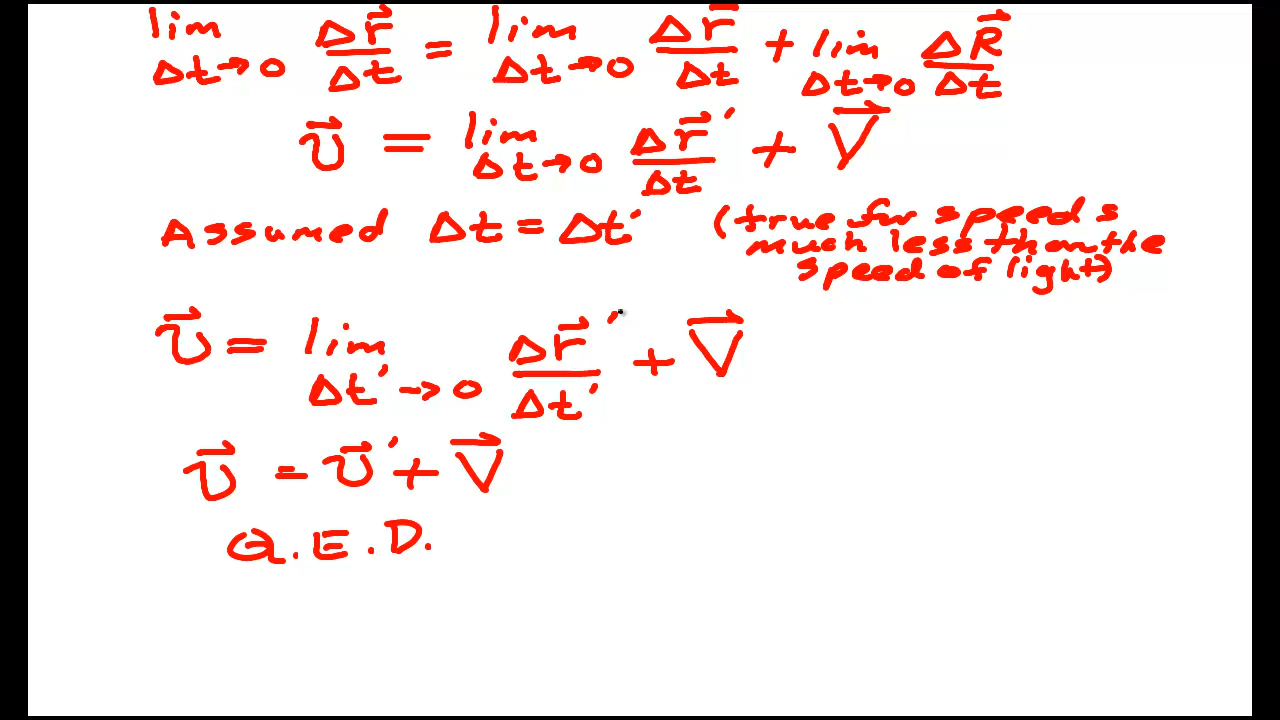 lim Δt→0 Δr⃗/Δt = lim Δt→0 Δr⃗/Δt + lim Δt→0 ΔR⃗/Δt
v⃗ = lim Δt→0 Δr⃗′/Δt + V⃗
Assumed Δt = Δt′ (true for speeds much less than the speed of light)
v⃗ = lim Δt′→0 Δr⃗′/Δt′ + V⃗
v⃗ = v⃗′ + V⃗
Q.E.D.